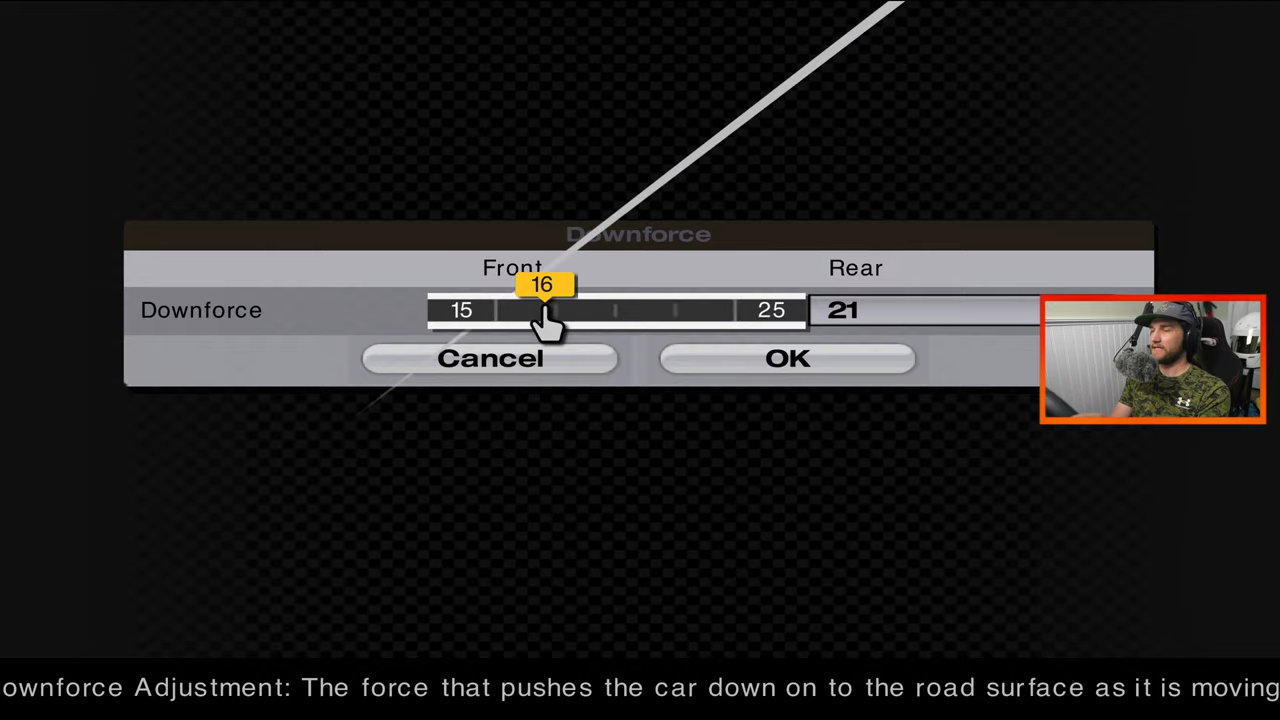 Downforce
Front Rear
16
Downforce 15 25 21
Cancel OK
ownforce Adjustment: The force that pushes the car down on to the road surface as it is moving